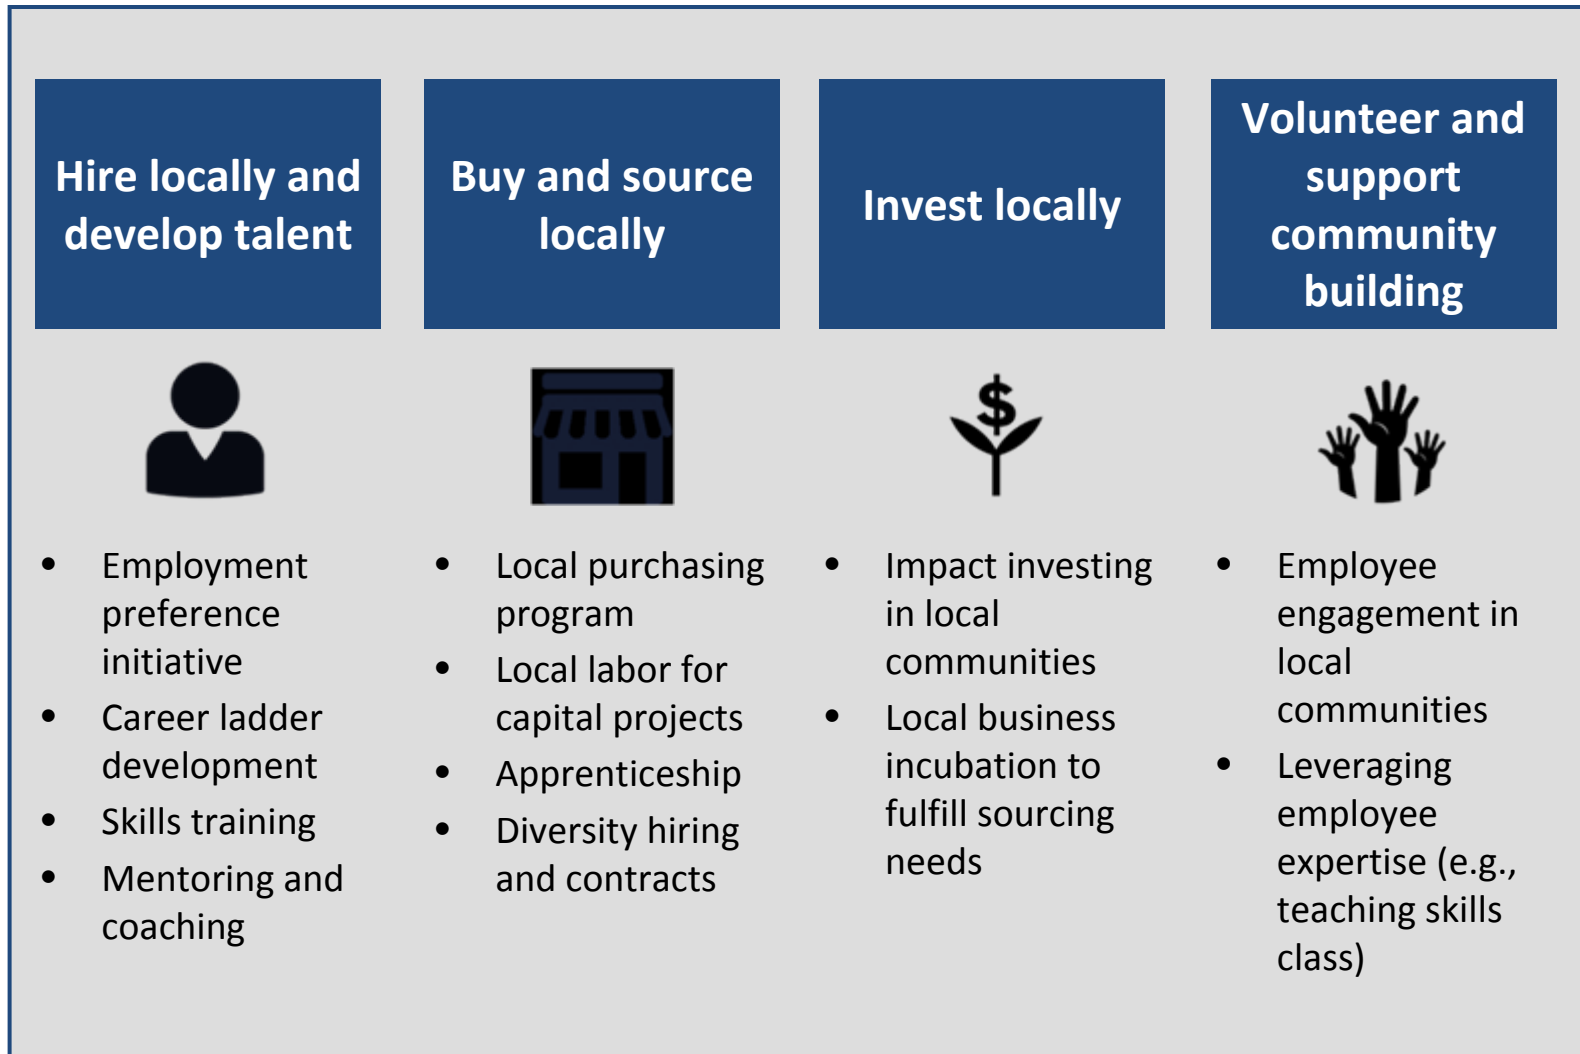 Hire locally and
develop talent
•	Employment
preference
initiative
•	Career ladder
development
•	Skills training
•	Mentoring and
coaching
Buy and source
locally
•	Local purchasing
program
•	Local labor for
capital projects
•	Apprenticeship
•	Diversity hiring
and contracts
Invest locally
$
•	Impact investing
in local
communities
•	Local business
incubation to
fulfill sourcing
needs
Volunteer and
support
community
building
•	Employee
engagement in
local
communities
•	Leveraging
employee
expertise (e.g.,
teaching skills
class)